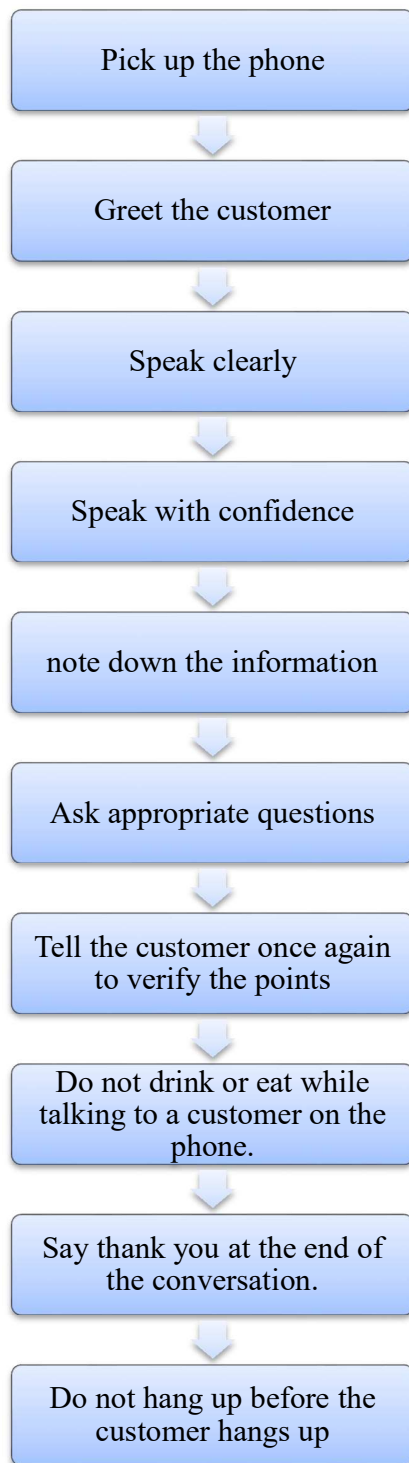 Pick up the phone
Greet the customer
Speak clearly
Speak with confidence
note down the information
Ask appropriate questions
Tell the customer once again
to verify the points
Do not drink or eat while
talking to a customer on the
phone.
Say thank you at the end of
the conversation.
Do not hang up before the
customer hangs up